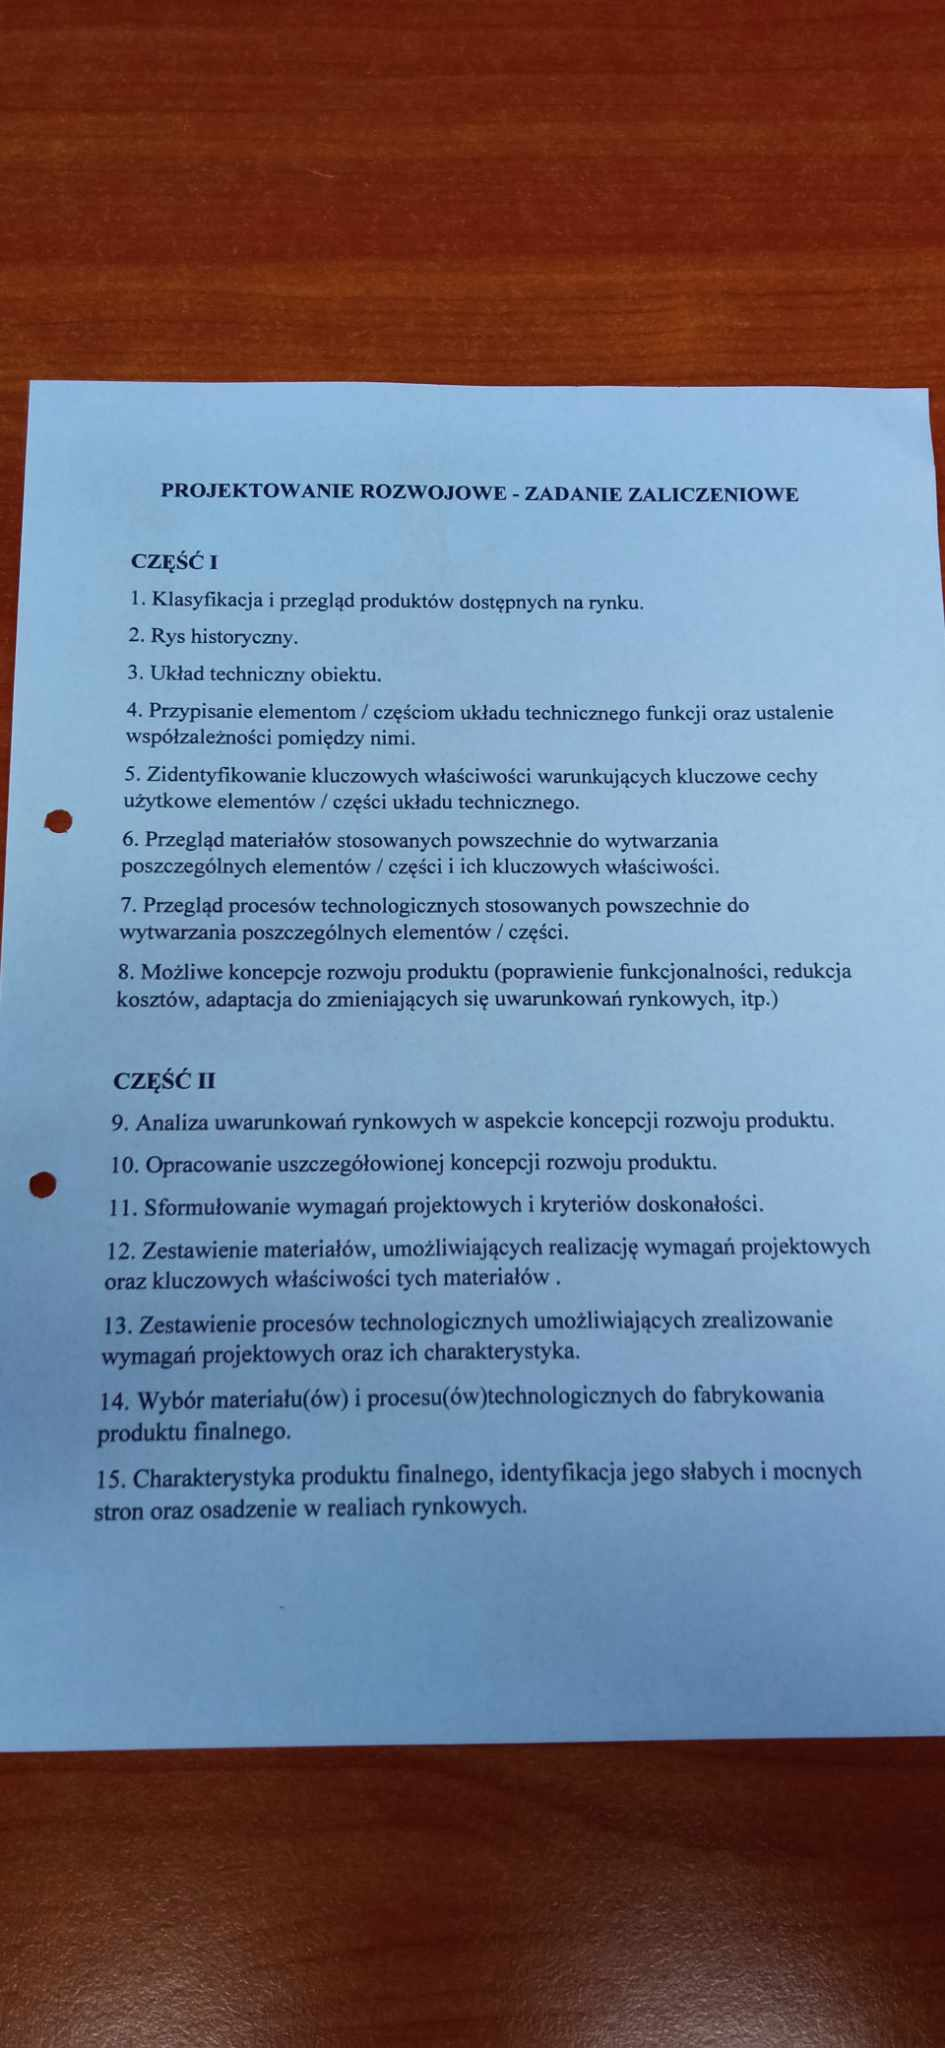 PROJEKTOWANIE ROZWOJOWE - ZADANIE ZALICZENIOWE
CZĘŚĆ I
1. Klasyfikacja i przegląd produktów dostępnych na rynku.
2. Rys historyczny.
3. Układ techniczny obiektu.
4. Przypisanie elementom / częściom układu technicznego funkcji oraz ustalenie
współzależności pomiędzy nimi.
5. Zidentyfikowanie kluczowych właściwości warunkujących kluczowe cechy
użytkowe elementów / części układu technicznego.
6. Przegląd materiałów stosowanych powszechnie do wytwarzania
poszczególnych elementów / części i ich kluczowych właściwości.
7. Przegląd procesów technologicznych stosowanych powszechnie do
wytwarzania poszczególnych elementów / części.
8. Możliwe koncepcje rozwoju produktu (poprawienie funkcjonalności, redukcja
kosztów, adaptacja do zmieniających się uwarunkowań rynkowych, itp.)
CZĘŚĆ II
9. Analiza uwarunkowań rynkowych w aspekcie koncepcji rozwoju produktu.
10. Opracowanie uszczegółowionej koncepcji rozwoju produktu.
11. Sformułowanie wymagań projektowych i kryteriów doskonałości.
12. Zestawienie materiałów, umożliwiających realizację wymagań projektowych
oraz kluczowych właściwości tych materiałów .
13. Zestawienie procesów technologicznych umożliwiających zrealizowanie
wymagań projektowych oraz ich charakterystyka.
14. Wybór materiału(ów) i procesu(ów)technologicznych do fabrykowania
produktu finalnego.
15. Charakterystyka produktu finalnego, identyfikacja jego słabych i mocnych
stron oraz osadzenie w realiach rynkowych.